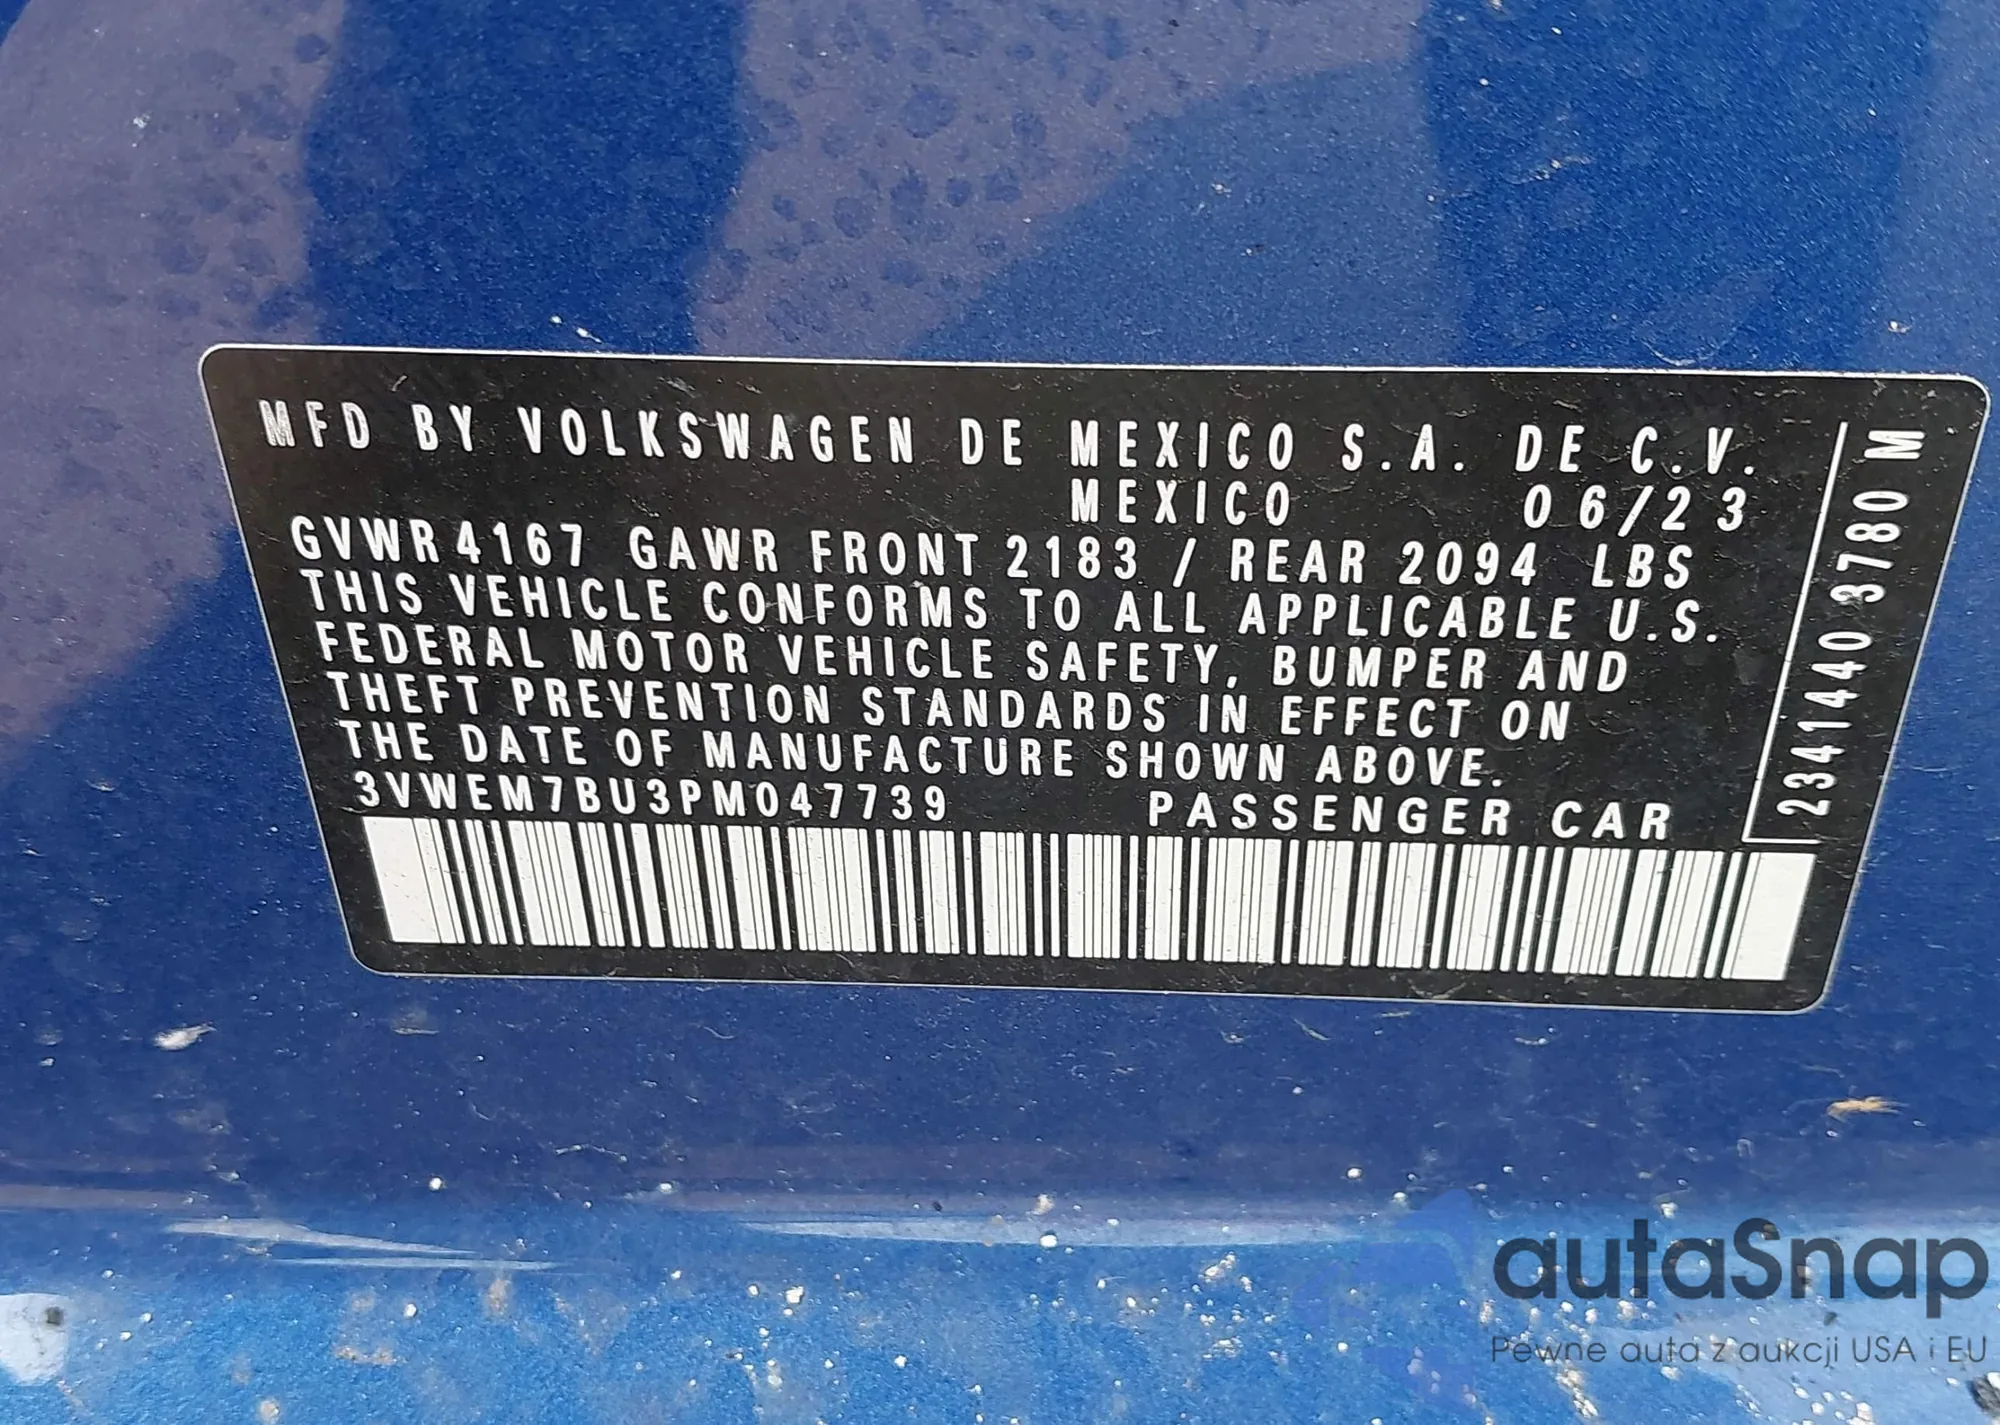 MFD BY VOLKSWAGEN DE MEXICO S.A. DE C.V.
MEXICO 06/23
GVWR 4167 GAWR FRONT 2183 / REAR 2094 LBS
THIS VEHICLE CONFORMS TO ALL APPLICABLE U.S.
FEDERAL MOTOR VEHICLE SAFETY, BUMPER AND
THEFT PREVENTION STANDARDS IN EFFECT ON
THE DATE OF MANUFACTURE SHOWN ABOVE.
3VWEM7BU3PM047739 PASSENGER CAR
2341440 3780 M
autaSnap
Pewne auta z aukcji USA i EU